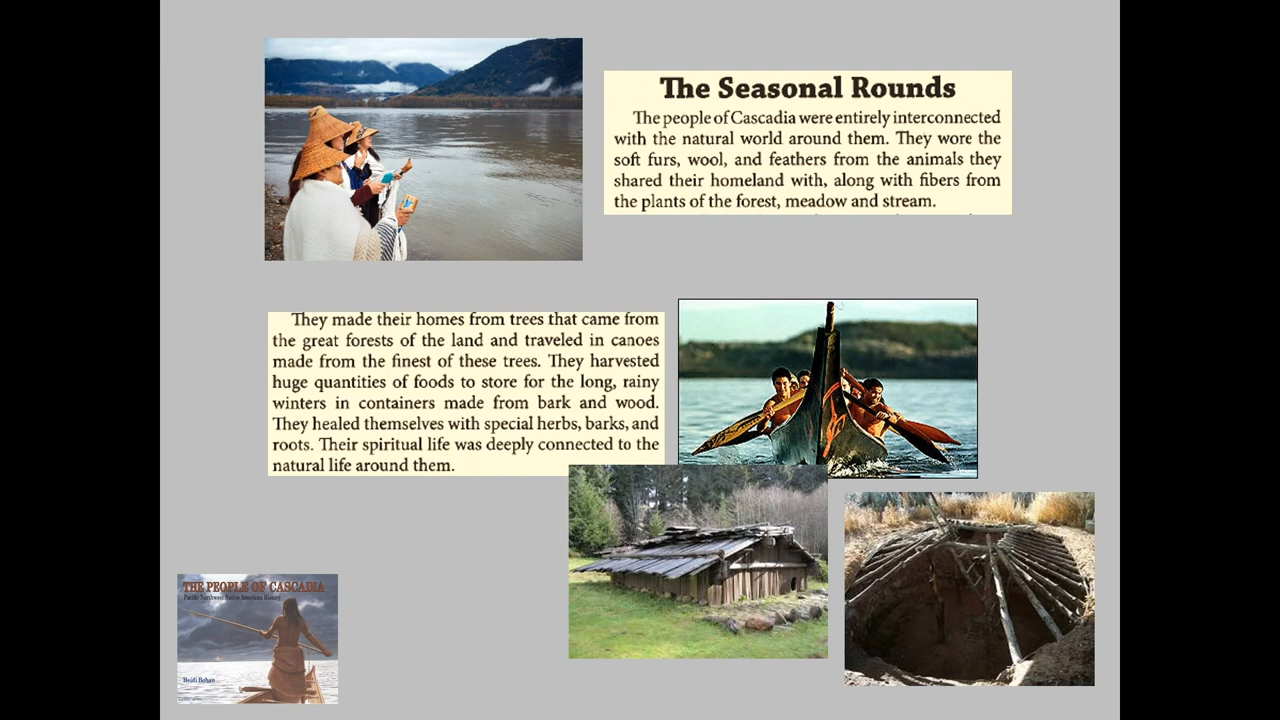 The Seasonal Rounds
The people of Cascadia were entirely interconnected
with the natural world around them. They wore the
soft furs, wool, and feathers from the animals they
shared their homeland with, along with fibers from
the plants of the forest, meadow and stream.
They made their homes from trees that came from
the great forests of the land and traveled in canoes
made from the finest of these trees. They harvested
huge quantities of foods to store for the long, rainy
winters in containers made from bark and wood.
They healed themselves with special herbs, barks, and
roots. Their spiritual life was deeply connected to the
natural life around them.
THE PEOPLE OF CASCADIA
Pacific Northwest Native American History
Heidi Bohan